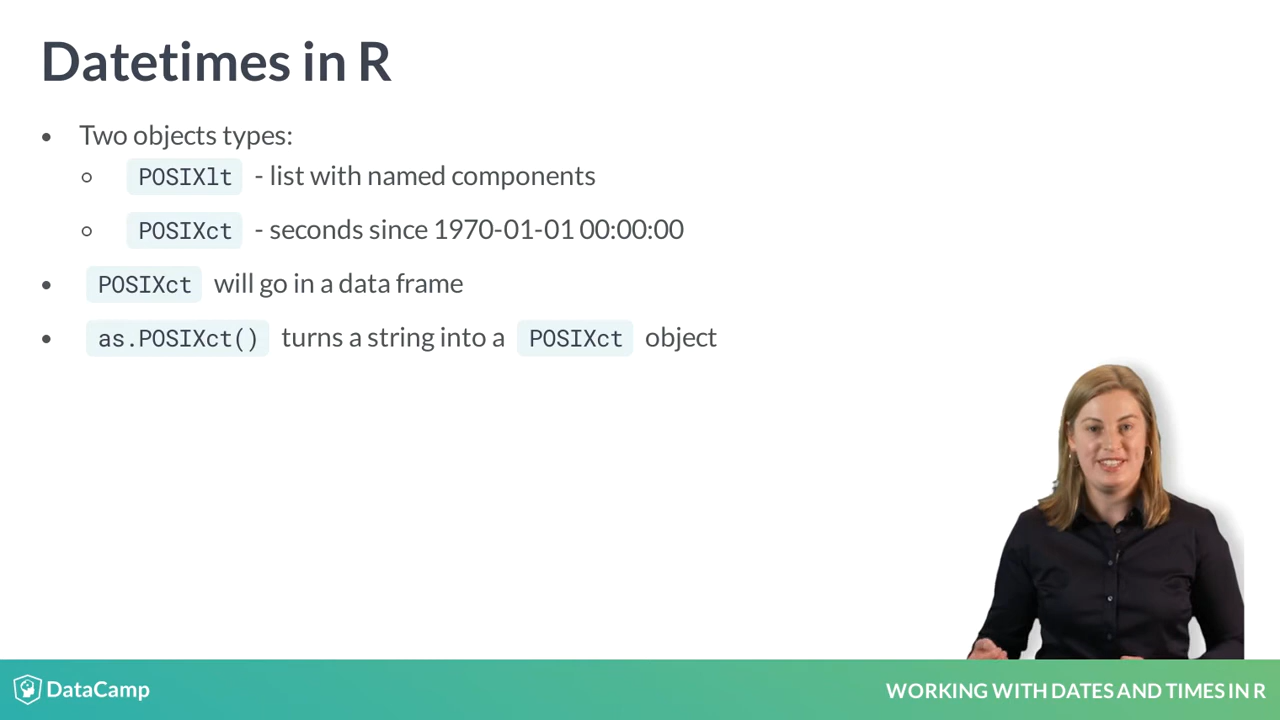 Datetimes in R
Two objects types:
POSIXlt - list with named components
POSIXct - seconds since 1970-01-01 00:00:00
POSIXct will go in a data frame
as.POSIXct() turns a string into a POSIXct object
DataCamp
WORKING WITH DATES AND TIMES IN R